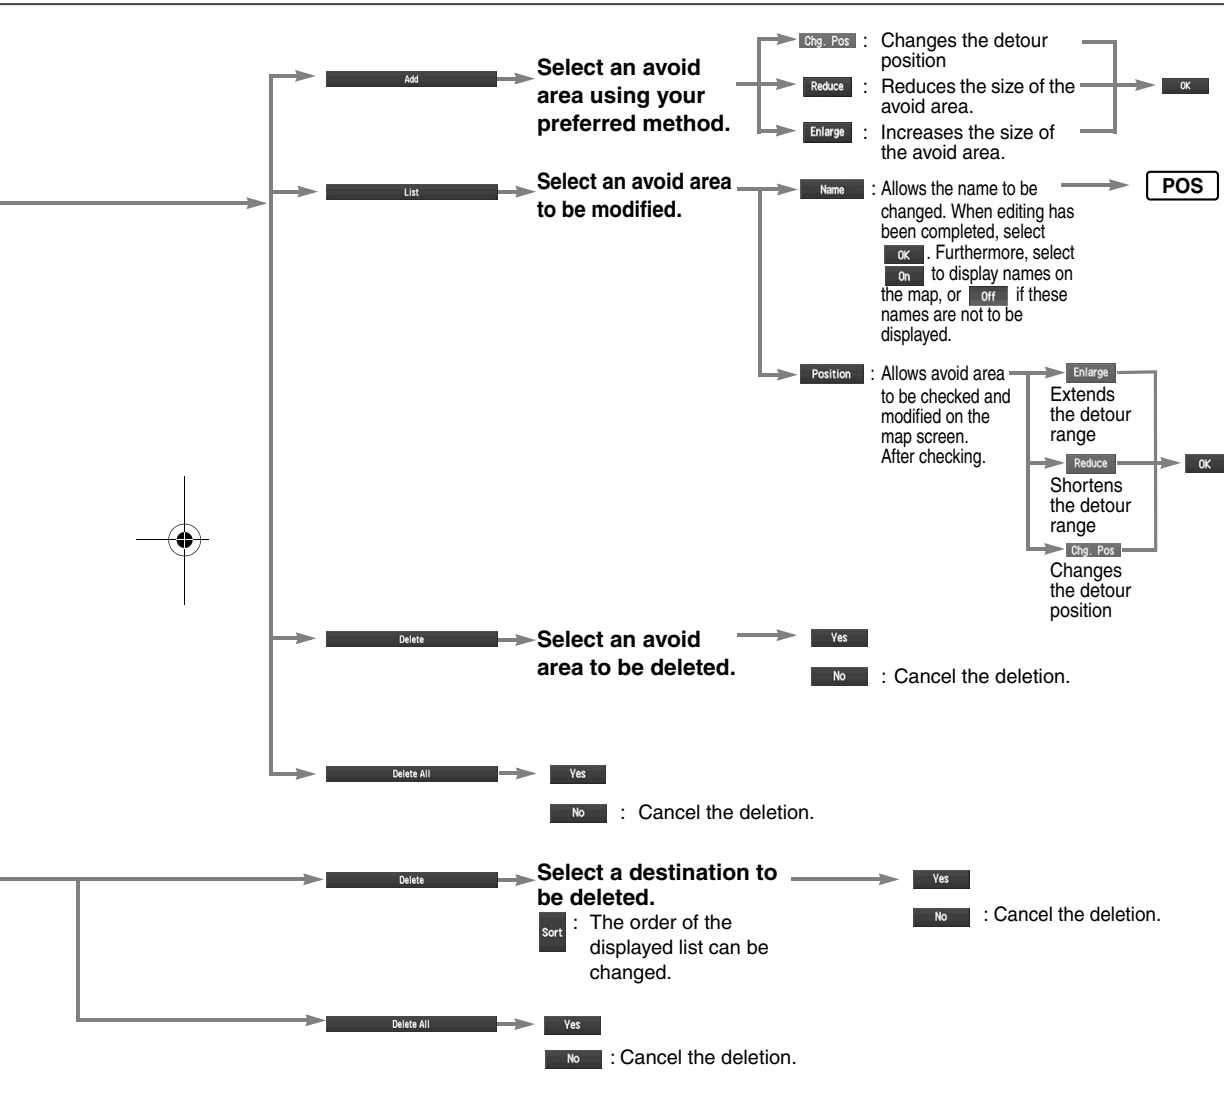 Add
Select an avoid
area using your
preferred method.
Chg. Pos : Changes the detour
position
Reduce : Reduces the size of the
avoid area.
Enlarge : Increases the size of
the avoid area.
OK
List
Select an avoid area
to be modified.
Name : Allows the name to be
changed. When editing has
been completed, select
OK . Furthermore, select
On to display names on
the map, or Off if these
names are not to be
displayed.
POS
Position : Allows avoid area
to be checked and
modified on the
map screen.
After checking.
Enlarge
Extends
the detour
range
Reduce
Shortens
the detour
range
Chg. Pos
Changes
the detour
position
OK
Delete
Select an avoid
area to be deleted.
Yes
No : Cancel the deletion.
Delete All
Yes
No : Cancel the deletion.
Delete
Select a destination to
be deleted.
Sort : The order of the
displayed list can be
changed.
Yes
No : Cancel the deletion.
Delete All
Yes
No : Cancel the deletion.